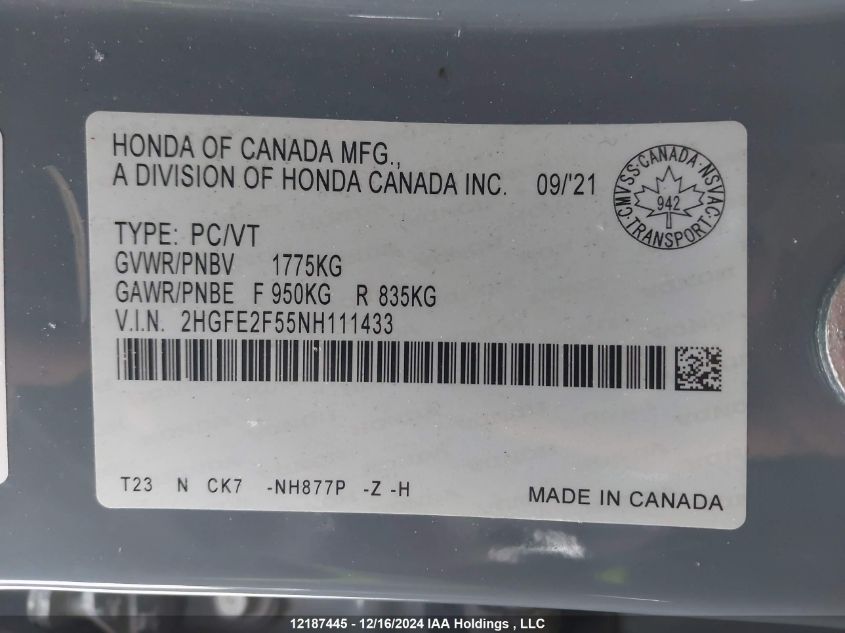 HONDA OF CANADA MFG.,
A DIVISION OF HONDA CANADA INC. 09/'21
CMVSS·CANADA·NSVAC·TRANSPORT
942
TYPE: PC/VT
GVWR/PNBV 1775KG
GAWR/PNBE F 950KG R 835KG
V.I.N. 2HGFE2F55NH111433
T23 N CK7 -NH877P -Z -H
MADE IN CANADA
12187445 - 12/16/2024 IAA Holdings , LLC